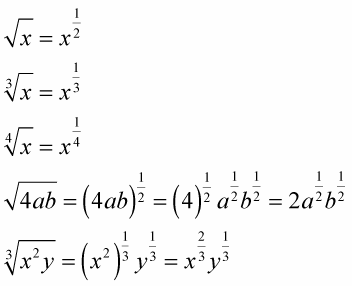 √x = x^(1/2)
∛x = x^(1/3)
∜x = x^(1/4)
√(4ab) = (4ab)^(1/2) = (4)^(1/2) a^(1/2) b^(1/2) = 2a^(1/2) b^(1/2)
∛(x²y) = (x²)^(1/3) y^(1/3) = x^(2/3) y^(1/3)